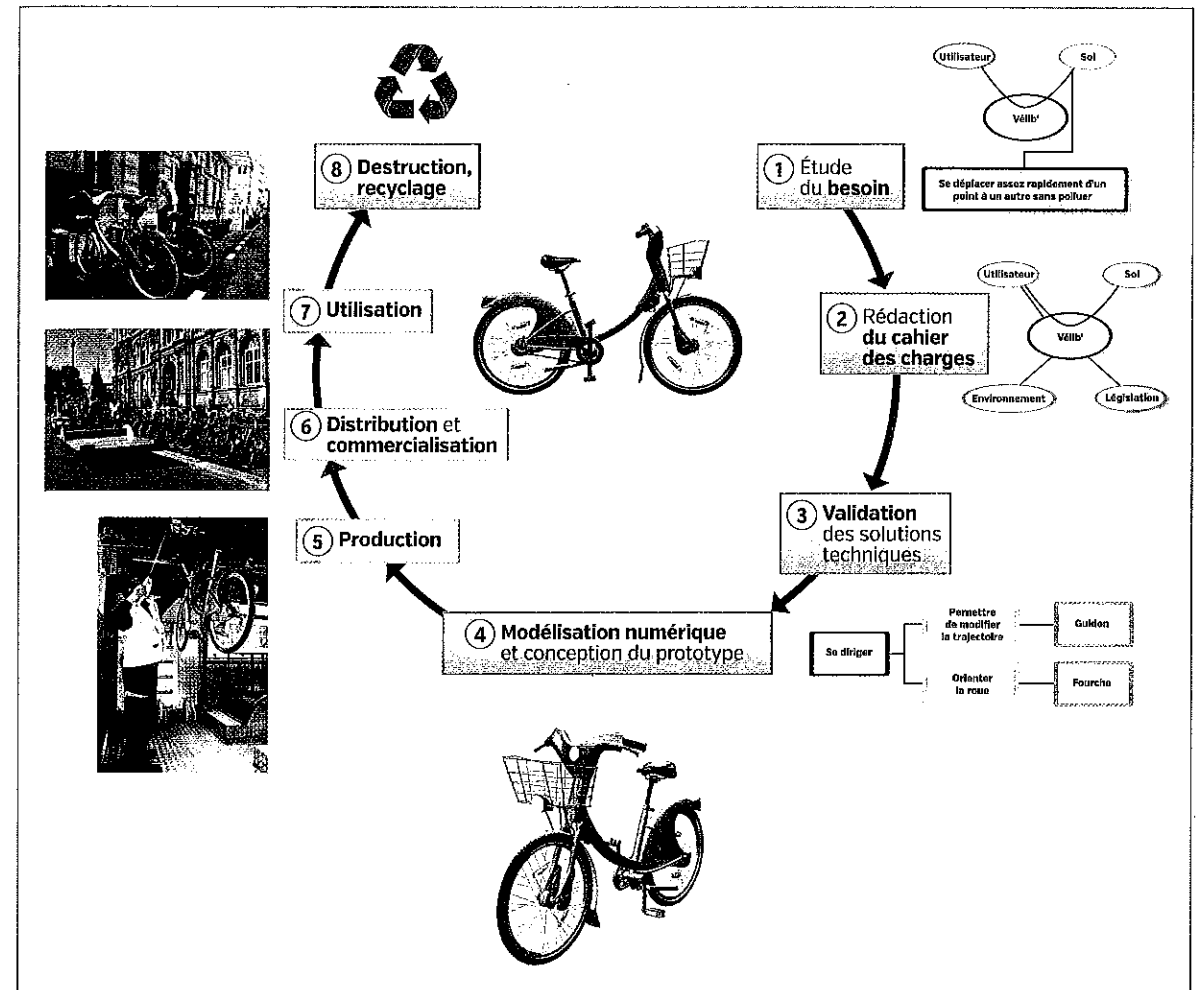 Utilisateur
Sol
Vélib'
Se déplacer assez rapidement d'un
point à un autre sans polluer
1 Étude
du besoin
Utilisateur
Sol
Vélib'
Environnement
Législation
2 Rédaction
du cahier
des charges
3 Validation
des solutions
techniques
Se diriger
Permettre
de modifier
la trajectoire
Guidon
Orienter
la roue
Fourche
4 Modélisation numérique
et conception du prototype
5 Production
6 Distribution et
commercialisation
7 Utilisation
8 Destruction,
recyclage